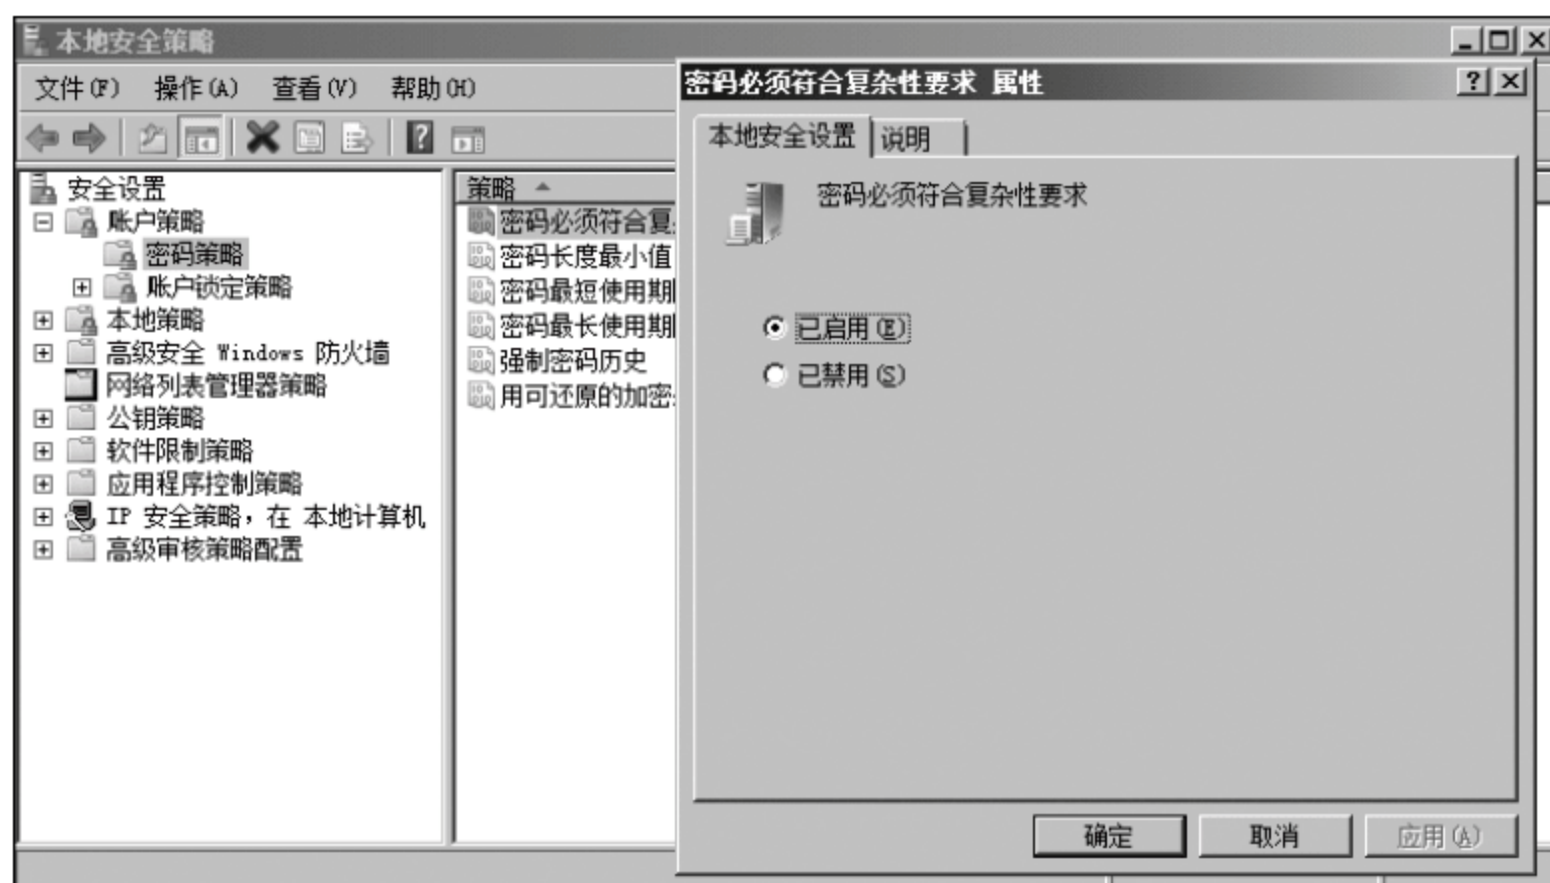 本地安全策略
文件(F) 操作(A) 查看(V) 帮助(H)
安全设置
账户策略
密码策略
账户锁定策略
本地策略
高级安全 Windows 防火墙
网络列表管理器策略
公钥策略
软件限制策略
应用程序控制策略
IP 安全策略，在 本地计算机
高级审核策略配置
策略
密码必须符合复
密码长度最小值
密码最短使用期
密码最长使用期
强制密码历史
用可还原的加密
密码必须符合复杂性要求 属性
本地安全设置 说明
密码必须符合复杂性要求
已启用(E)
已禁用(S)
确定 取消 应用(A)